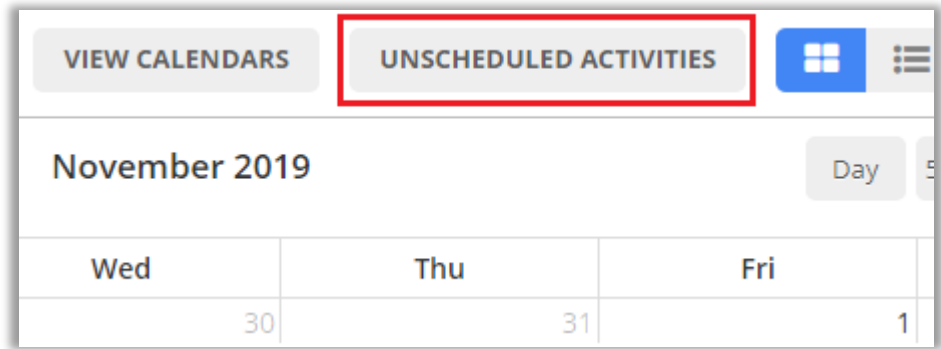 VIEW CALENDARS UNSCHEDULED ACTIVITIES
November 2019 Day
Wed Thu Fri
30 31 1